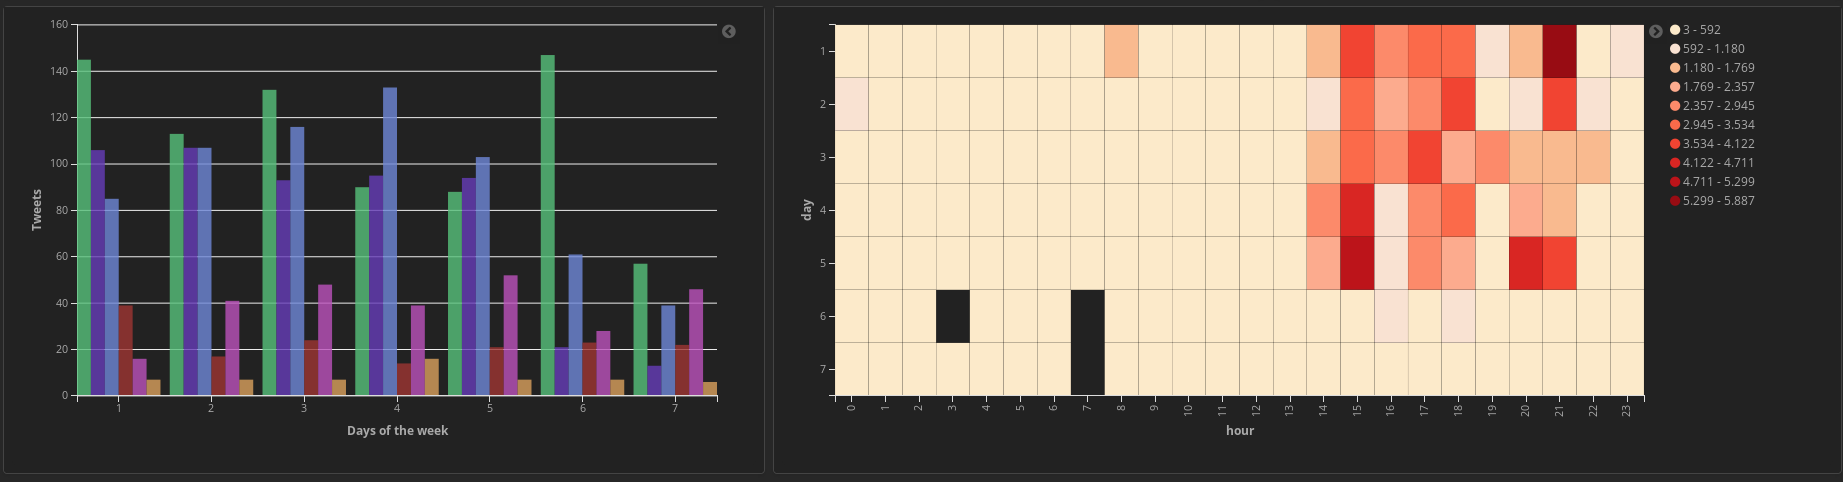 160
140
120
100
80
60
40
20
0
Tweets
1 2 3 4 5 6 7
Days of the week
day
1
2
3
4
5
6
7
0 1 2 3 4 5 6 7 8 9 10 11 12 13 14 15 16 17 18 19 20 21 22 23
hour
3 - 592
592 - 1.180
1.180 - 1.769
1.769 - 2.357
2.357 - 2.945
2.945 - 3.534
3.534 - 4.122
4.122 - 4.711
4.711 - 5.299
5.299 - 5.887